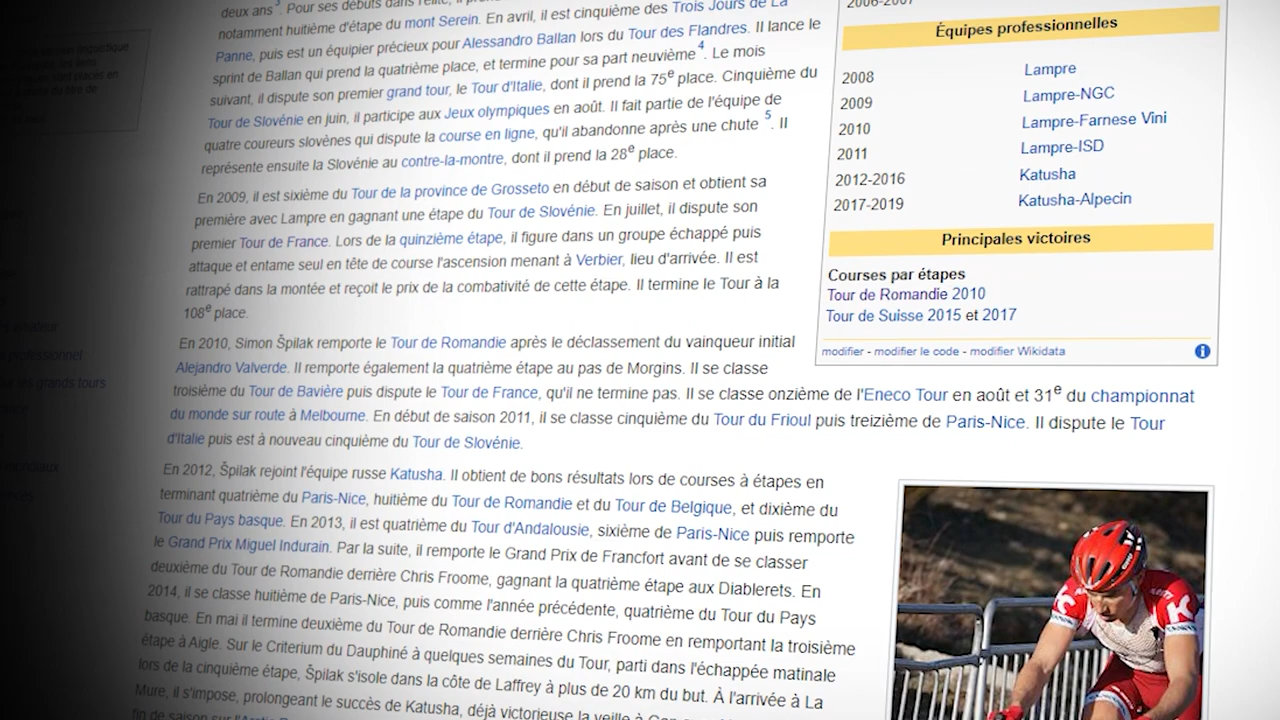 deux ans 3. Pour ses débuts dans l'élite, il
notamment huitième d'étape du mont Serein. En avril, il est cinquième des Trois Jours de La
Panne, puis est un équipier précieux pour Alessandro Ballan lors du Tour des Flandres. Il lance le
sprint de Ballan qui prend la quatrième place, et termine pour sa part neuvième 4. Le mois
suivant, il dispute son premier grand tour, le Tour d'Italie, dont il prend la 75e place. Cinquième du
Tour de Slovénie en juin, il participe aux Jeux olympiques en août. Il fait partie de l'équipe de
quatre coureurs slovènes qui dispute la course en ligne, qu'il abandonne après une chute 5. Il
représente ensuite la Slovénie au contre-la-montre, dont il prend la 28e place.
En 2009, il est sixième du Tour de la province de Grosseto en début de saison et obtient sa
première avec Lampre en gagnant une étape du Tour de Slovénie. En juillet, il dispute son
premier Tour de France. Lors de la quinzième étape, il figure dans un groupe échappé puis
attaque et entame seul en tête de course l'ascension menant à Verbier, lieu d'arrivée. Il est
rattrapé dans la montée et reçoit le prix de la combativité de cette étape. Il termine le Tour à la
108e place.
En 2010, Simon Špilak remporte le Tour de Romandie après le déclassement du vainqueur initial
Alejandro Valverde. Il remporte également la quatrième étape au pas de Morgins. Il se classe
troisième du Tour de Bavière puis dispute le Tour de France, qu'il ne termine pas. Il se classe onzième de l'Eneco Tour en août et 31e du championnat
du monde sur route à Melbourne. En début de saison 2011, il se classe cinquième du Tour du Frioul puis treizième de Paris-Nice. Il dispute le Tour
d'Italie puis est à nouveau cinquième du Tour de Slovénie.
En 2012, Špilak rejoint l'équipe russe Katusha. Il obtient de bons résultats lors de courses à étapes en
terminant quatrième du Paris-Nice, huitième du Tour de Romandie et du Tour de Belgique, et dixième du
Tour du Pays basque. En 2013, il est quatrième du Tour d'Andalousie, sixième de Paris-Nice puis remporte
le Grand Prix Miguel Indurain. Par la suite, il remporte le Grand Prix de Francfort avant de se classer
deuxième du Tour de Romandie derrière Chris Froome, gagnant la quatrième étape aux Diablerets. En
2014, il se classe huitième de Paris-Nice, puis comme l'année précédente, quatrième du Tour du Pays
basque. En mai il termine deuxième du Tour de Romandie derrière Chris Froome en remportant la troisième
étape à Aigle. Sur le Criterium du Dauphiné à quelques semaines du Tour, parti dans l'échappée matinale
lors de la cinquième étape, Špilak s'isole dans la côte de Laffrey à plus de 20 km du but. À l'arrivée à La
Mure, il s'impose, prolongeant le succès de Katusha, déjà victorieuse la veille à
2006-2007
Équipes professionnelles
2008 Lampre
2009 Lampre-NGC
2010 Lampre-Farnese Vini
2011 Lampre-ISD
2012-2016 Katusha
2017-2019 Katusha-Alpecin
Principales victoires
Courses par étapes
Tour de Romandie 2010
Tour de Suisse 2015 et 2017
modifier - modifier le code - modifier Wikidata